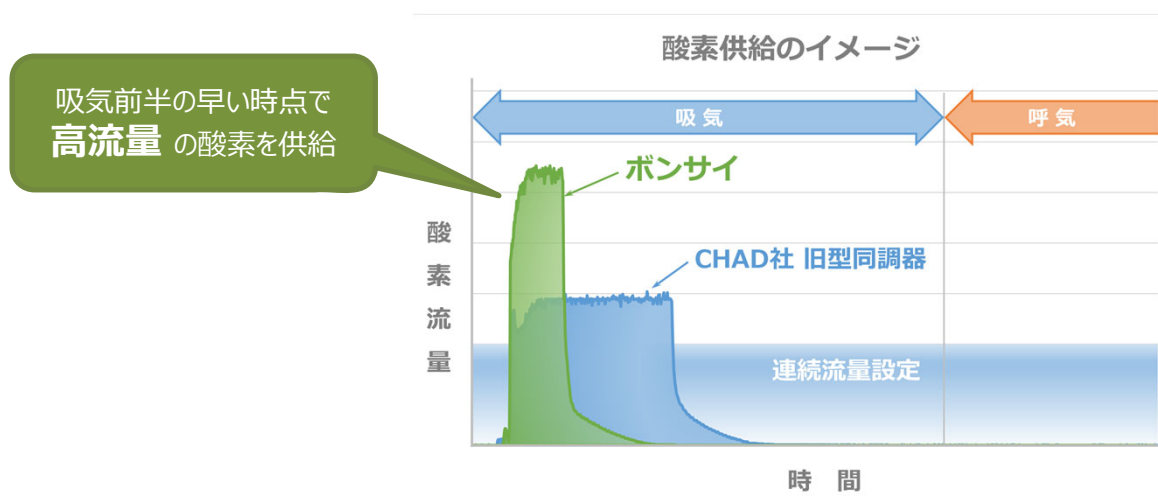 酸素供給のイメージ
吸気前半の早い時点で
高流量 の酸素を供給
吸 気
呼 気
ボンサイ
CHAD社 旧型同調器
連続流量設定
酸素流量
時 間